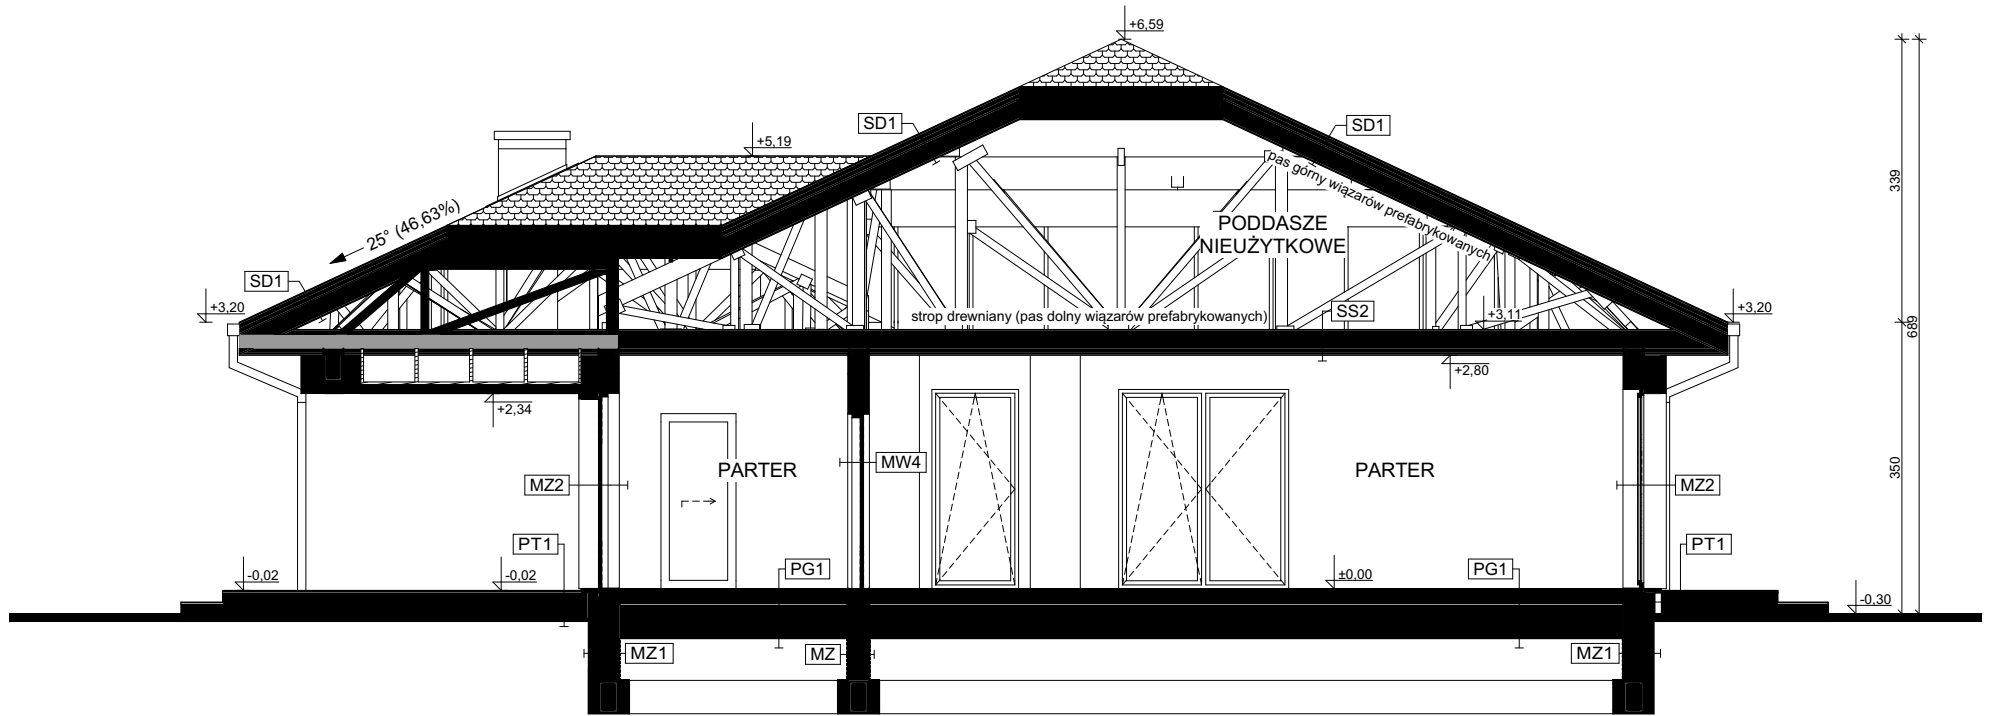 +6,59
SD1
SD1
+5,19
pas górny wiązarów prefabrykowanych
339
25° (46,63%)
PODDASZE
NIEUŻYTKOWE
SD1
+3,20
strop drewniany (pas dolny wiązarów prefabrykowanych)
SS2
+3,11
+3,20
689
+2,80
+2,34
PARTER
MW4
PARTER
350
MZ2
MZ2
PT1
PT1
-0,02
-0,02
PG1
±0,00
PG1
-0,30
MZ1
MZ
MZ1